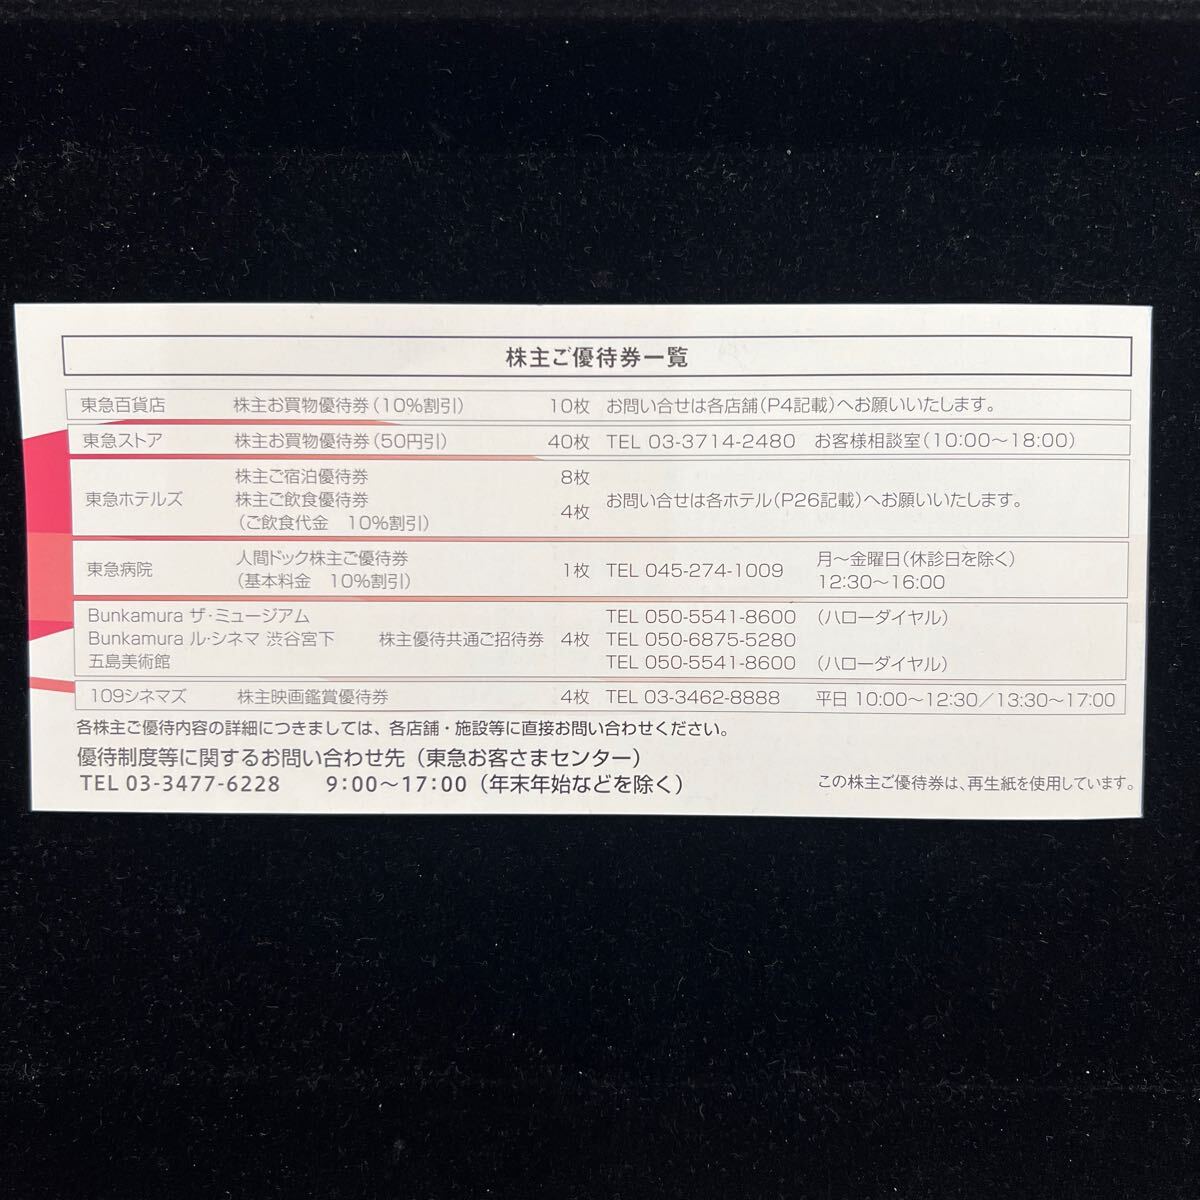 株主ご優待券一覧
東急百貨店 株主お買物優待券(10%割引) 10枚 お問い合せは各店舗(P4記載)へお願いいたします。
東急ストア 株主お買物優待券(50円引) 40枚 TEL 03-3714-2480 お客様相談室(10:00〜18:00)
東急ホテルズ
株主ご宿泊優待券 8枚
株主ご飲食優待券
(ご飲食代金 10%割引) 4枚
お問い合せは各ホテル(P26記載)へお願いいたします。
東急病院
人間ドック株主ご優待券
(基本料金 10%割引)
1枚 TEL 045-274-1009
月〜金曜日(休診日を除く)
12:30〜16:00
Bunkamura ザ・ミュージアム TEL 050-5541-8600 (ハローダイヤル)
Bunkamura ル・シネマ 渋谷宮下 株主優待共通ご招待券 4枚 TEL 050-6875-5280
五島美術館 TEL 050-5541-8600 (ハローダイヤル)
109シネマズ 株主映画鑑賞優待券 4枚 TEL 03-3462-8888 平日 10:00〜12:30/13:30〜17:00
各株主ご優待内容の詳細につきましては、各店舗・施設等に直接お問い合わせください。
優待制度等に関するお問い合わせ先(東急お客さまセンター)
TEL 03-3477-6228 9:00〜17:00(年末年始などを除く)
この株主ご優待券は、再生紙を使用しています。